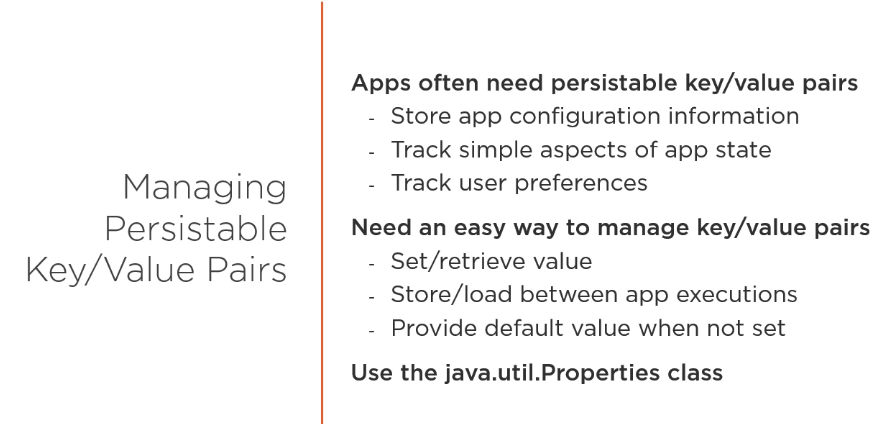 Managing
Persistable
Key/Value Pairs
Apps often need persistable key/value pairs
- Store app configuration information
- Track simple aspects of app state
- Track user preferences
Need an easy way to manage key/value pairs
- Set/retrieve value
- Store/load between app executions
- Provide default value when not set
Use the java.util.Properties class